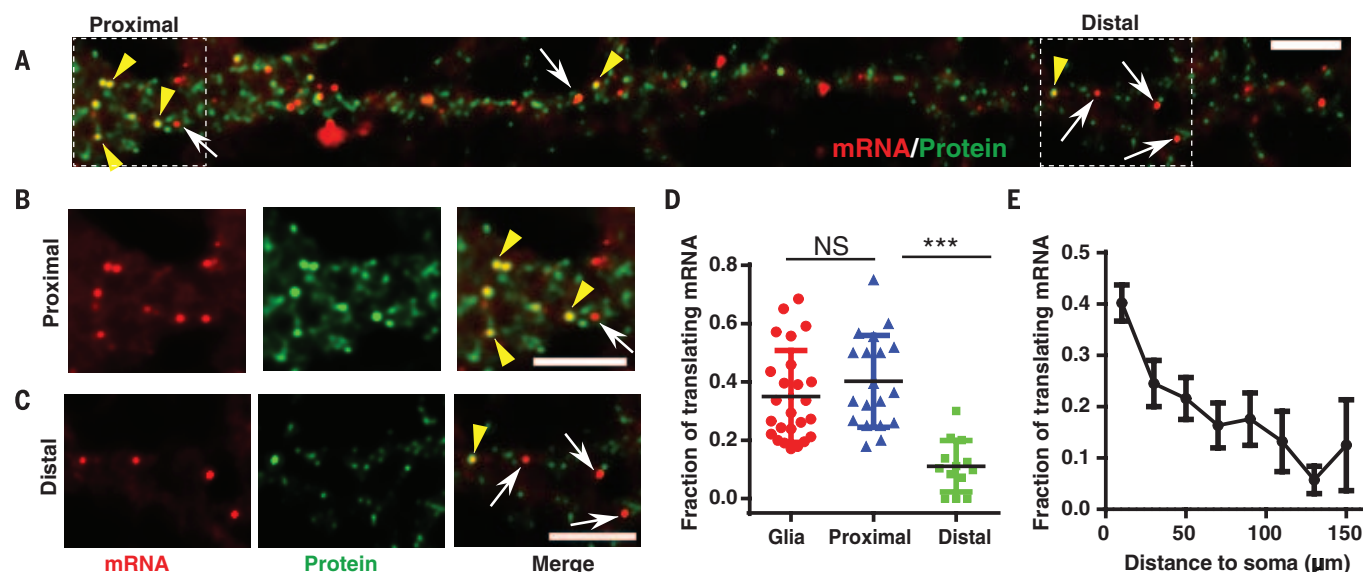 Proximal
Distal
A
mRNA/Protein
B
Proximal
C
Distal
mRNA
Protein
Merge
D
Fraction of translating mRNA
NS
***
0.8
0.6
0.4
0.2
0.0
Glia
Proximal
Distal
E
Fraction of translating mRNA
0.5
0.4
0.3
0.2
0.1
0.0
0
50
100
150
Distance to soma (µm)